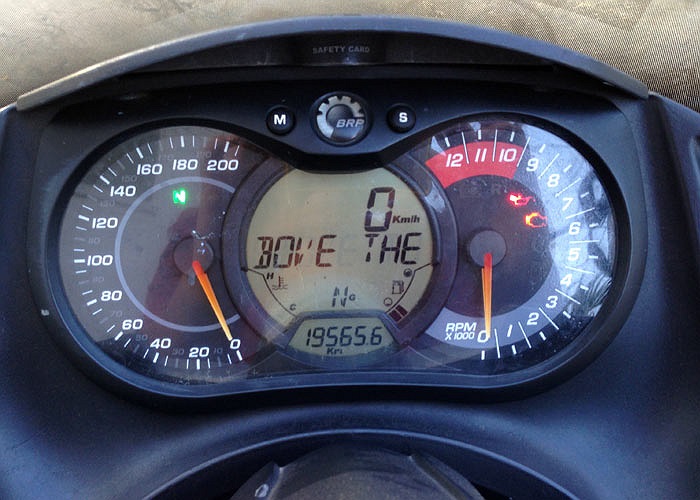 SAFETY CARD
M BRP S
160 180 200
140
120
100
80
60
40
20
0
N
0 Km/h
BOVE THE
H
C
N
19565.6
Km
12 11 10 9
8
7
6
5
4
3
2
1
0
R
RPM
X1000